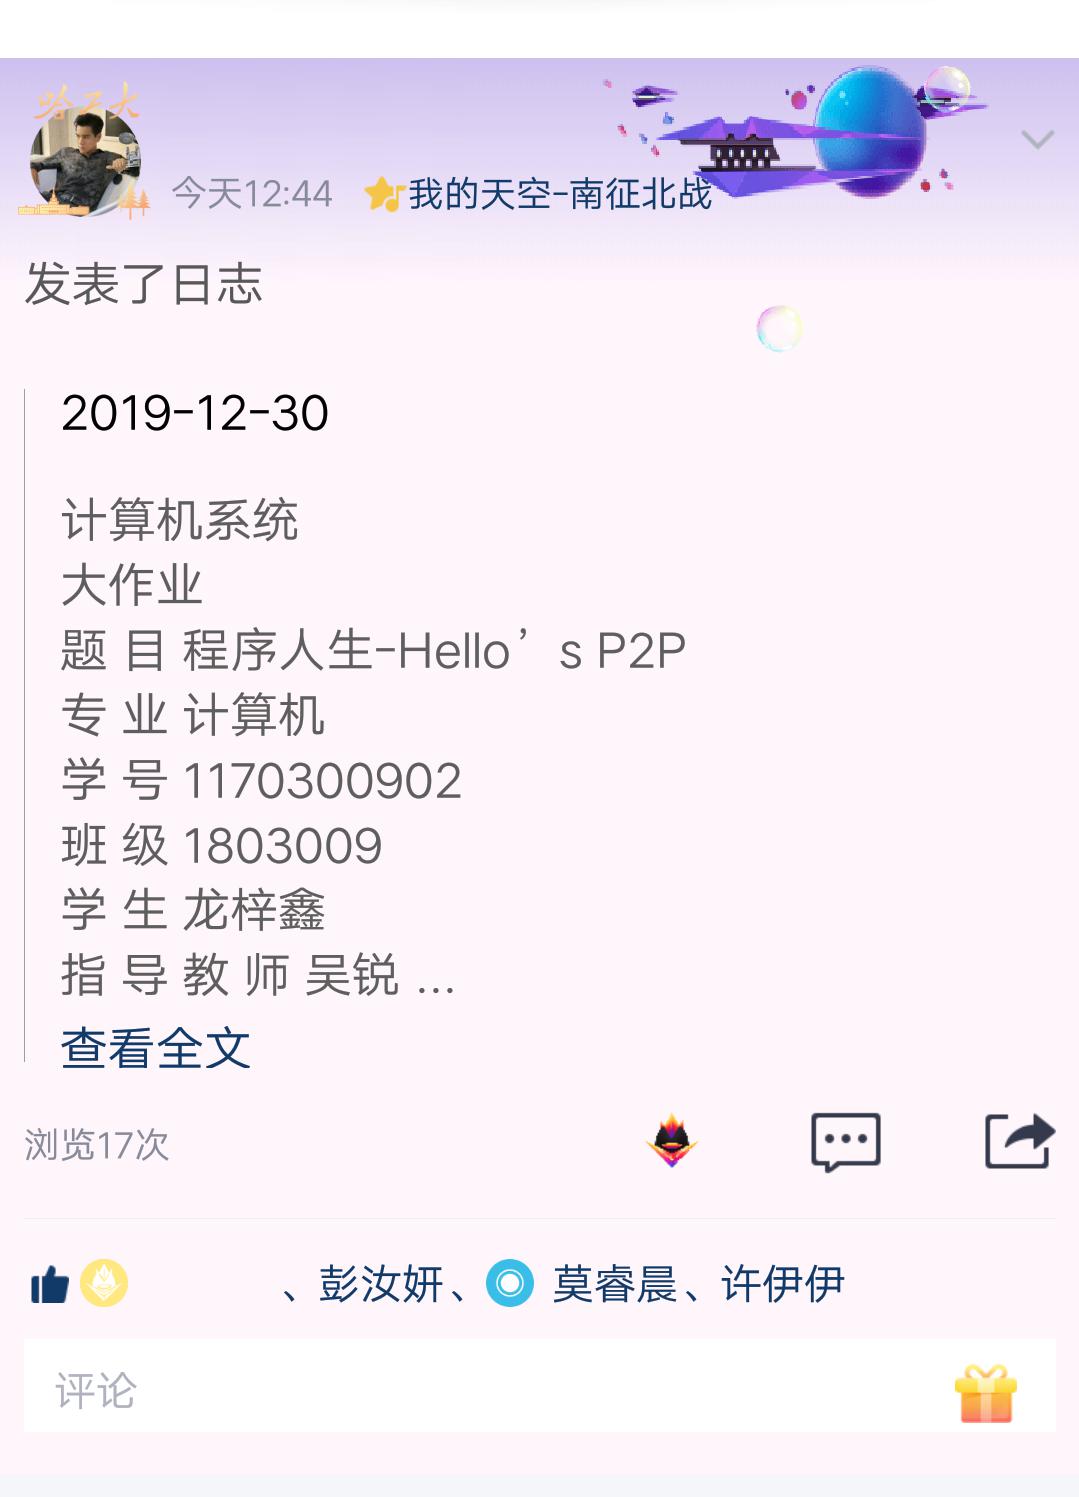 哈工大
今天12:44 我的天空-南征北战
发表了日志
2019-12-30
计算机系统
大作业
题 目 程序人生-Hello’s P2P
专 业 计算机
学 号 1170300902
班 级 1803009
学 生 龙梓鑫
指 导 教 师 吴锐 ...
查看全文
浏览17次
、彭汝妍、莫睿晨、许伊伊
评论